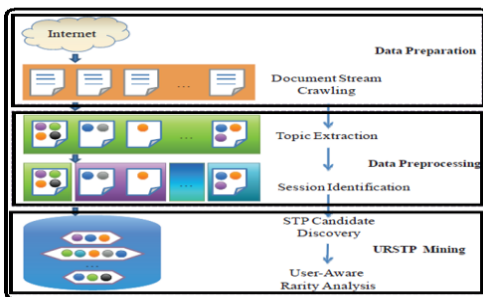 Internet
Data Preparation
Document Stream
Crawling
...
Topic Extraction
...
Data Preprocessing
Session Identification
...
STP Candidate
Discovery
URSTP Mining
...
User-Aware
Rarity Analysis